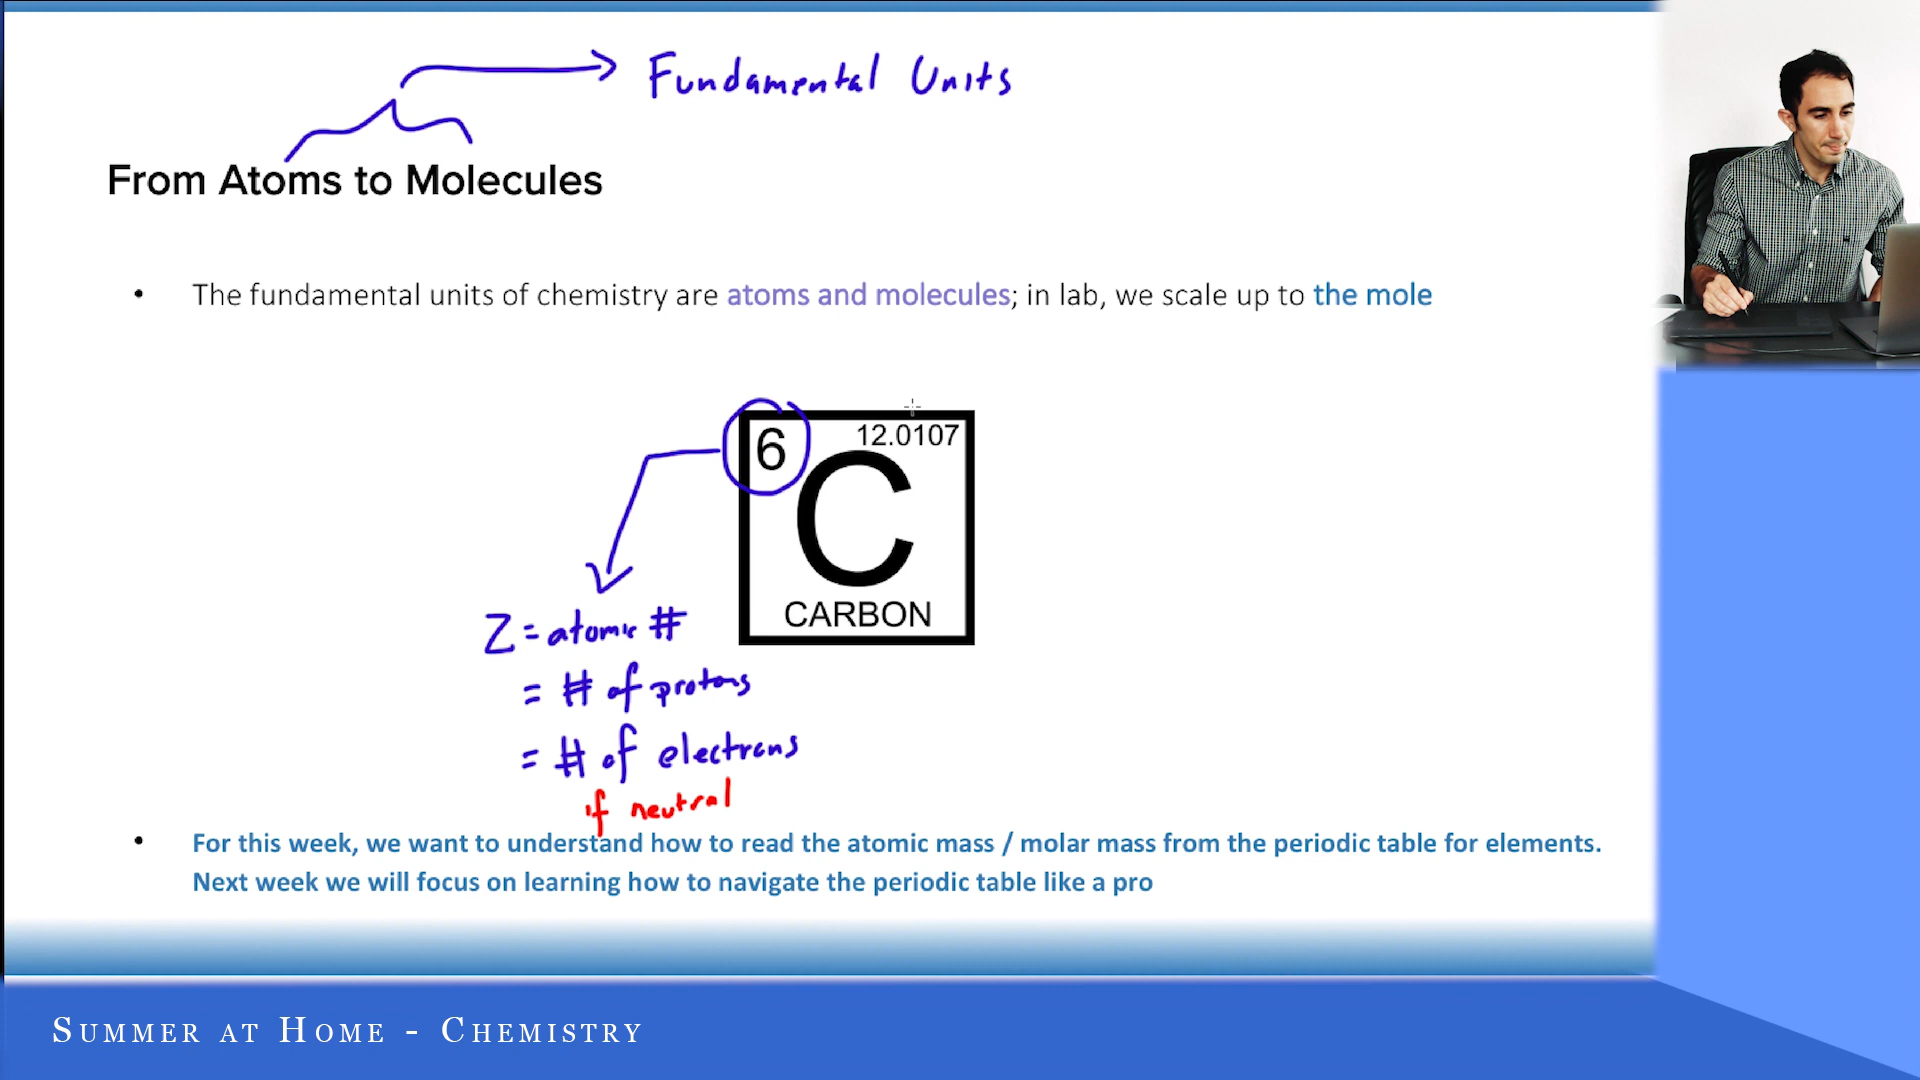 Fundamental Units
From Atoms to Molecules
• The fundamental units of chemistry are atoms and molecules; in lab, we scale up to the mole
6
12.0107
C
CARBON
Z = atomic #
= # of protons
= # of electrons
if neutral
• For this week, we want to understand how to read the atomic mass / molar mass from the periodic table for elements.
Next week we will focus on learning how to navigate the periodic table like a pro
SUMMER AT HOME - CHEMISTRY